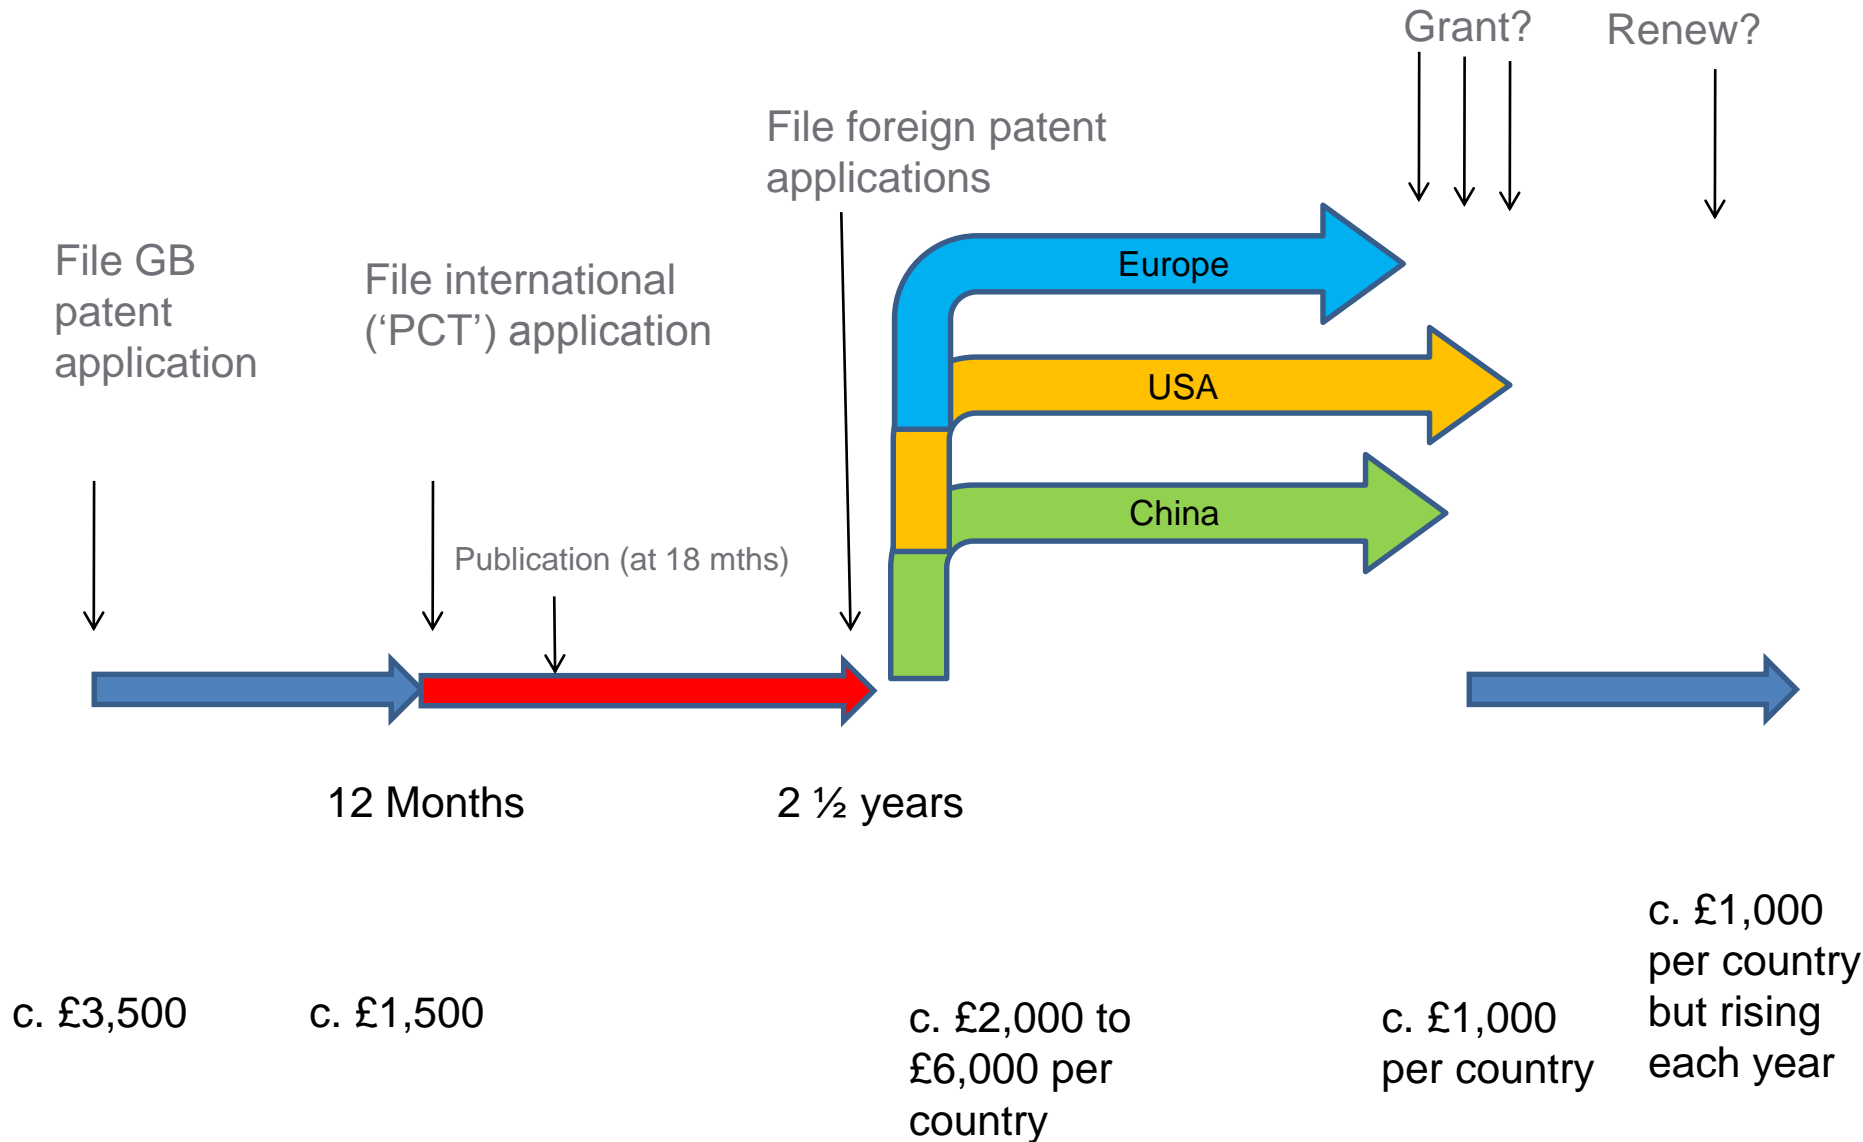 Grant?
Renew?
File foreign patent
applications
File GB
patent
application
File international
(‘PCT’) application
Europe
USA
China
Publication (at 18 mths)
12 Months
2 ½ years
c. £3,500
c. £1,500
c. £2,000 to
£6,000 per
country
c. £1,000
per country
c. £1,000
per country
but rising
each year